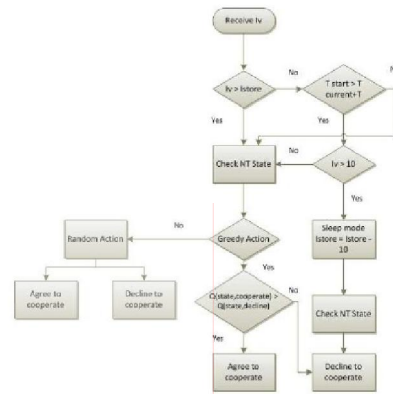 Receive Iv
Iv > Istore
No
T start > T
current+T
N
Yes
Yes
Check NT State
No
Iv > 10
Yes
No
Random Action
Greedy Action
Sleep mode
Istore = Istore -
10
Yes
Agree to
cooperate
Decline to
cooperate
Q(state,cooperate) >
Q(state,decline)
No
Check NT State
Yes
Agree to
cooperate
Decline to
cooperate